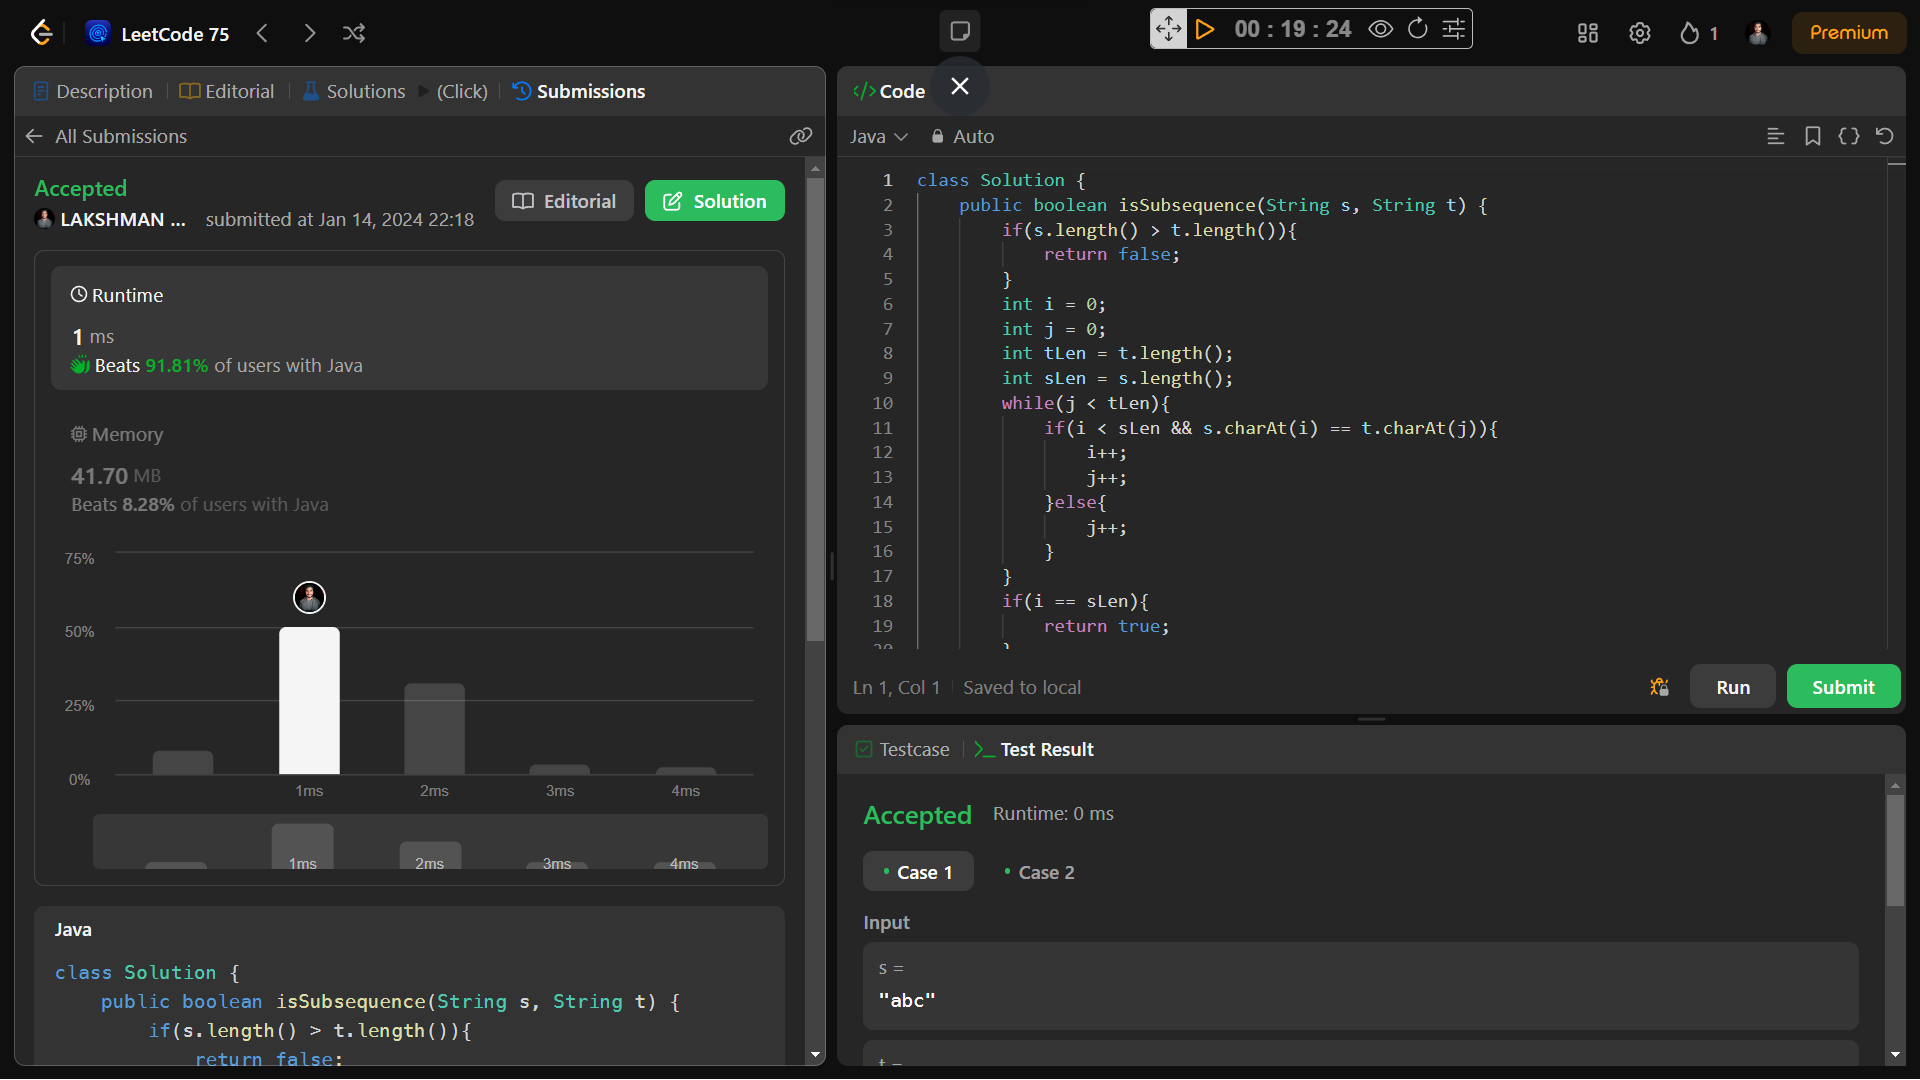 LeetCode 75
00 : 19 : 24
1
Premium
Description
Editorial
Solutions
(Click)
Submissions
All Submissions
Accepted
LAKSHMAN ...
submitted at Jan 14, 2024 22:18
Editorial
Solution
Runtime
1 ms
Beats 91.81% of users with Java
Memory
41.70 MB
Beats 8.28% of users with Java
75%
50%
25%
0%
1ms 2ms 3ms 4ms
1ms 2ms 3ms 4ms
Java
class Solution {
public boolean isSubsequence(String s, String t) {
if(s.length() > t.length()){
return false;
</> Code
Java
Auto
1 class Solution {
2 public boolean isSubsequence(String s, String t) {
3 if(s.length() > t.length()){
4 return false;
5 }
6 int i = 0;
7 int j = 0;
8 int tLen = t.length();
9 int sLen = s.length();
10 while(j < tLen){
11 if(i < sLen && s.charAt(i) == t.charAt(j)){
12 i++;
13 j++;
14 }else{
15 j++;
16 }
17 }
18 if(i == sLen){
19 return true;
20 }
Ln 1, Col 1
Saved to local
Run
Submit
Testcase
Test Result
Accepted
Runtime: 0 ms
• Case 1
• Case 2
Input
s =
"abc"
t =